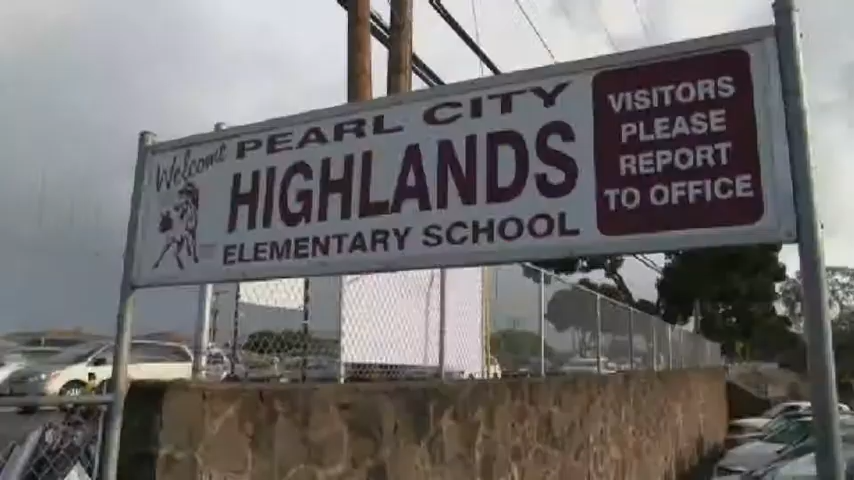 Welcome
PEARL CITY
HIGHLANDS
ELEMENTARY SCHOOL
VISITORS
PLEASE
REPORT
TO OFFICE